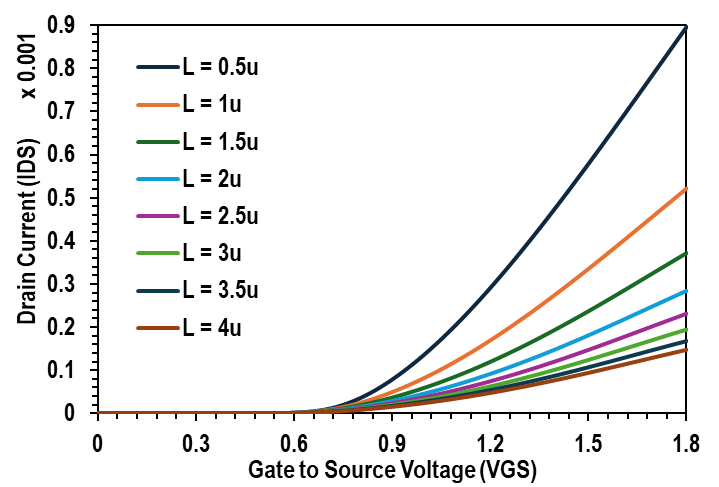 x 0.001
Drain Current (IDS)
0.9
0.8
0.7
0.6
0.5
0.4
0.3
0.2
0.1
0
L = 0.5u
L = 1u
L = 1.5u
L = 2u
L = 2.5u
L = 3u
L = 3.5u
L = 4u
0 0.3 0.6 0.9 1.2 1.5 1.8
Gate to Source Voltage (VGS)